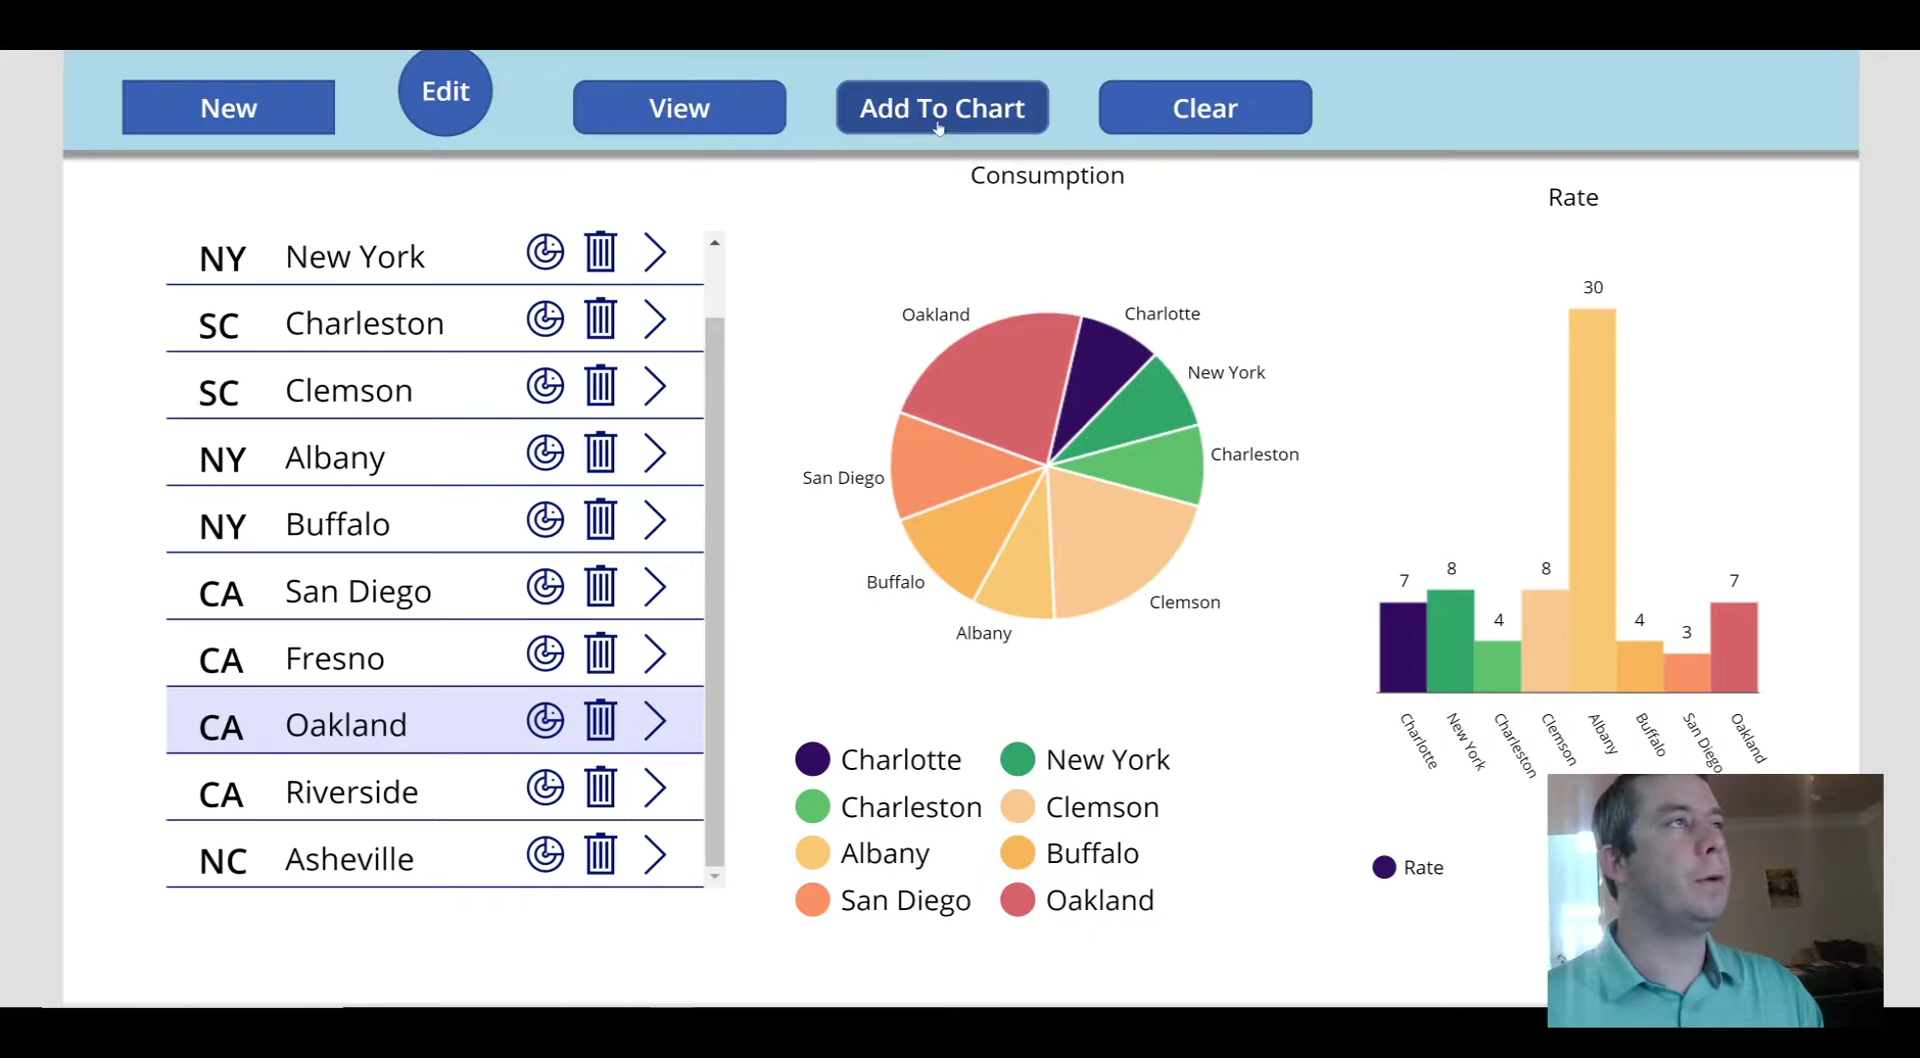 New
Edit
View
Add To Chart
Clear
Consumption
Rate
NY New York
SC Charleston
SC Clemson
NY Albany
NY Buffalo
CA San Diego
CA Fresno
CA Oakland
CA Riverside
NC Asheville
Oakland
Charlotte
New York
Charleston
San Diego
Buffalo
Clemson
Albany
Charlotte New York
Charleston Clemson
Albany Buffalo
San Diego Oakland
30
7 8 4 8 4 3 7
Charlotte New York Charleston Clemson Albany Buffalo San Diego Oakland
Rate